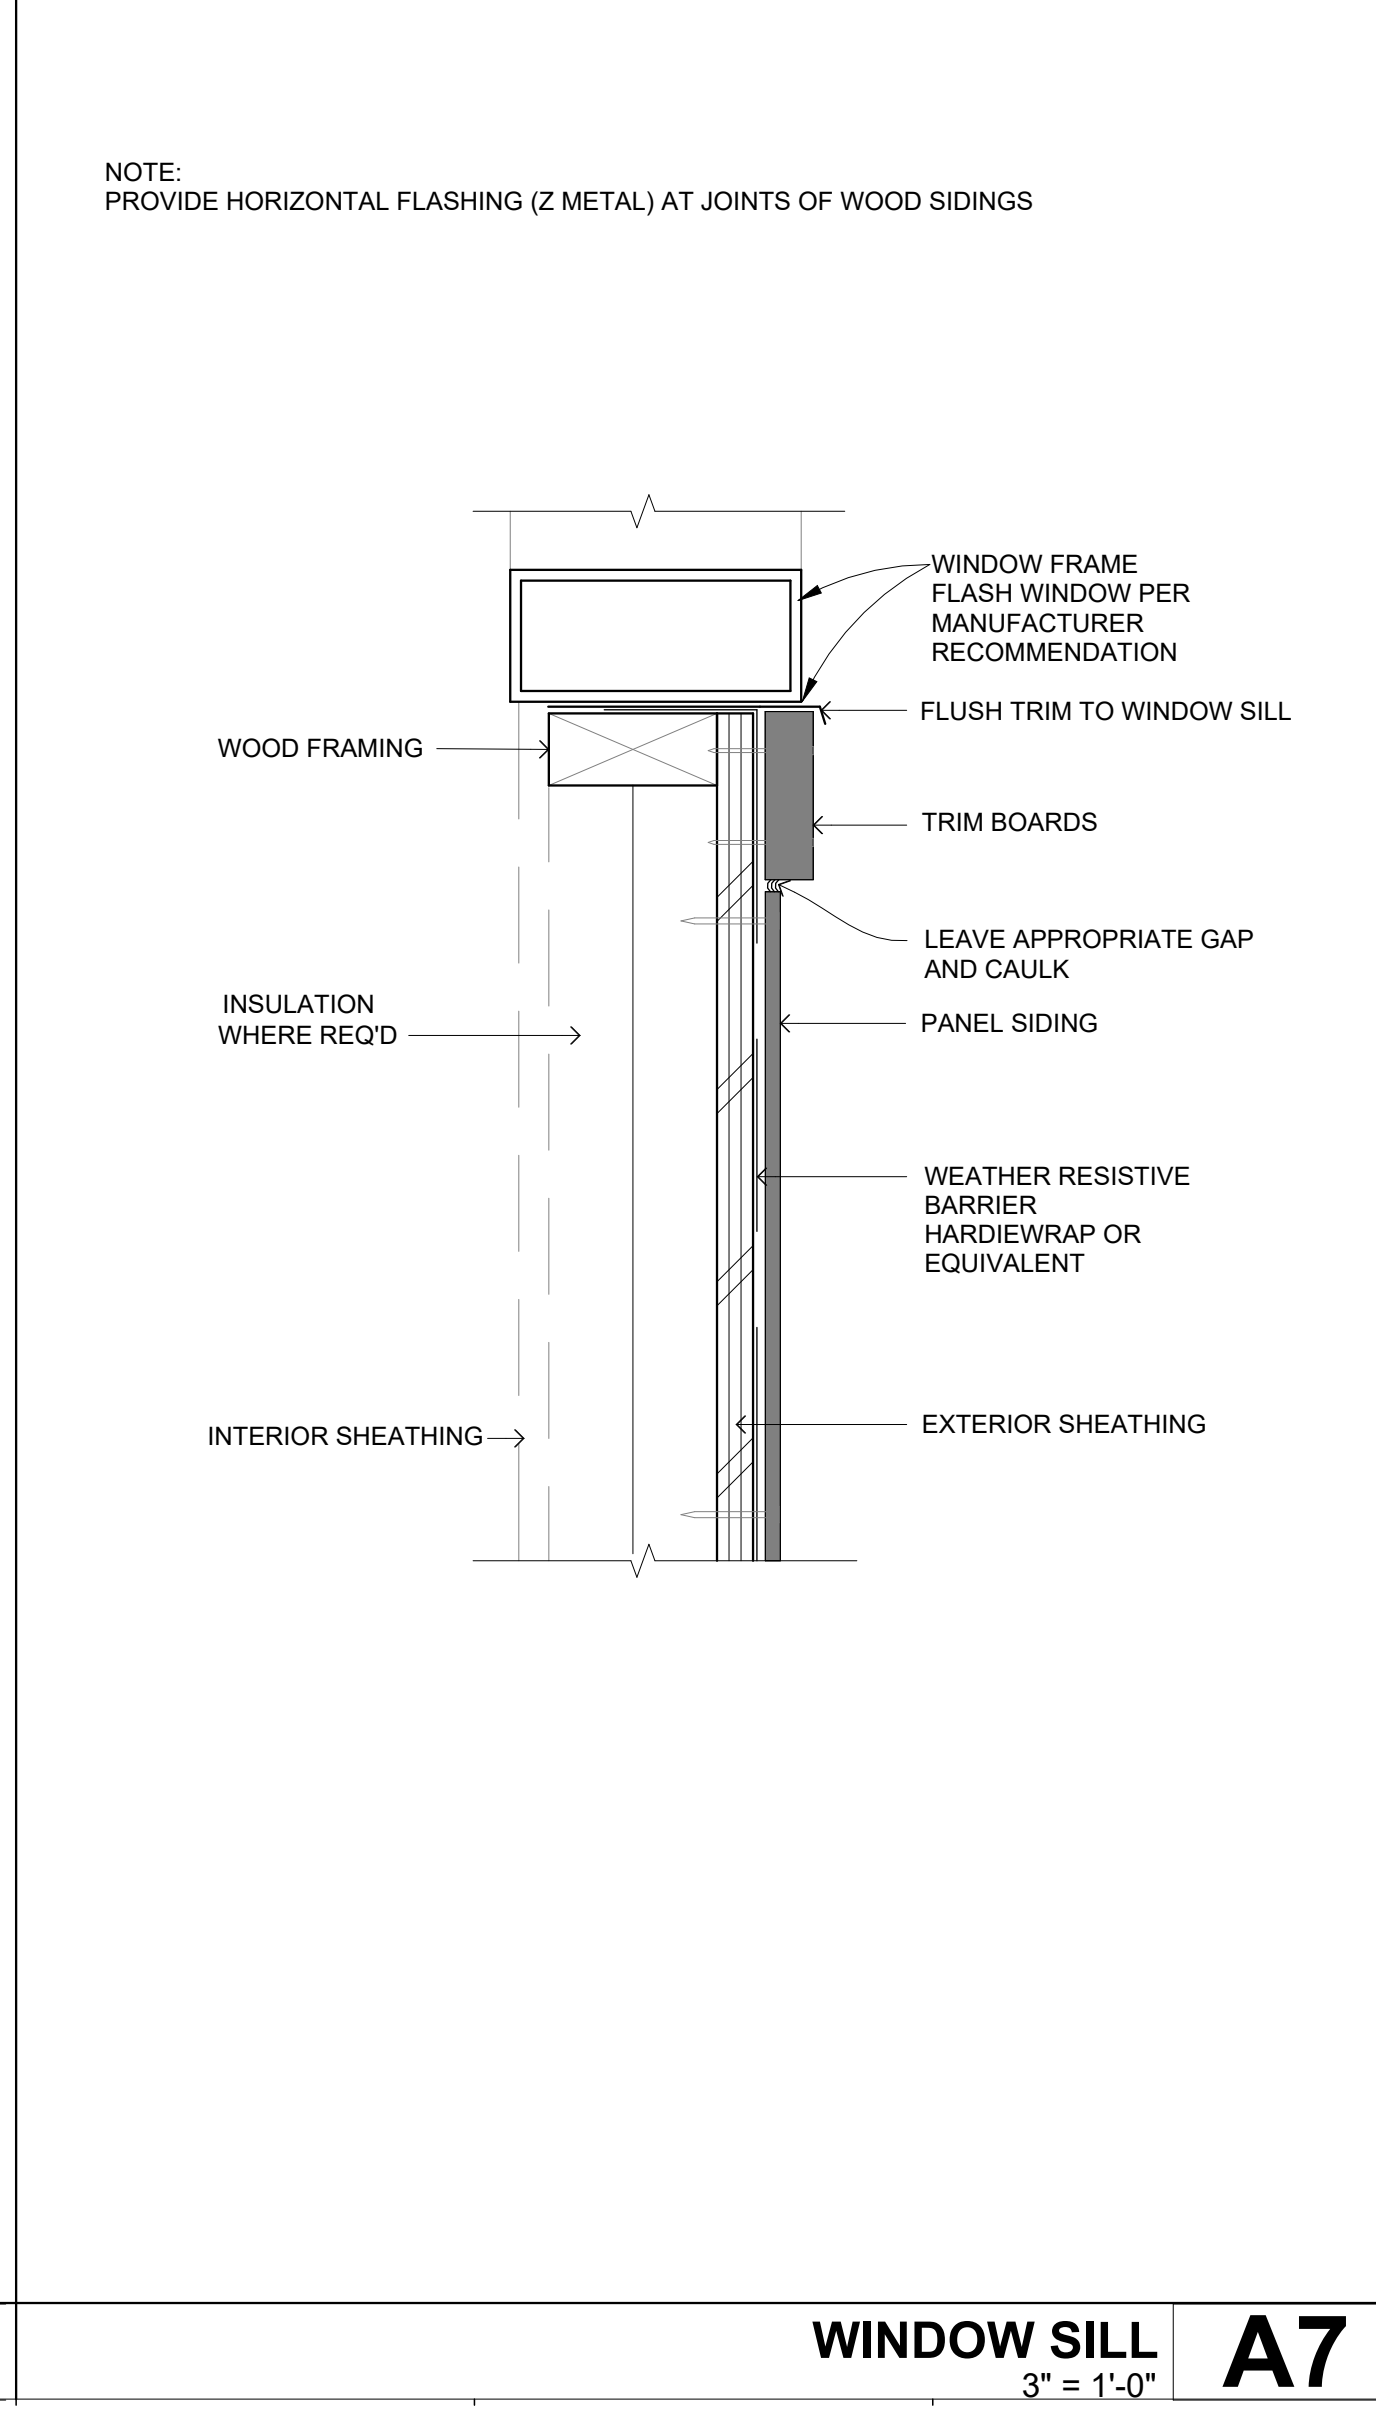 NOTE:
PROVIDE HORIZONTAL FLASHING (Z METAL) AT JOINTS OF WOOD SIDINGS
WINDOW FRAME
FLASH WINDOW PER
MANUFACTURER
RECOMMENDATION
FLUSH TRIM TO WINDOW SILL
WOOD FRAMING
TRIM BOARDS
LEAVE APPROPRIATE GAP
AND CAULK
INSULATION
WHERE REQ'D
PANEL SIDING
WEATHER RESISTIVE
BARRIER
HARDIEWRAP OR
EQUIVALENT
INTERIOR SHEATHING
EXTERIOR SHEATHING
WINDOW SILL
3" = 1'-0"
A7